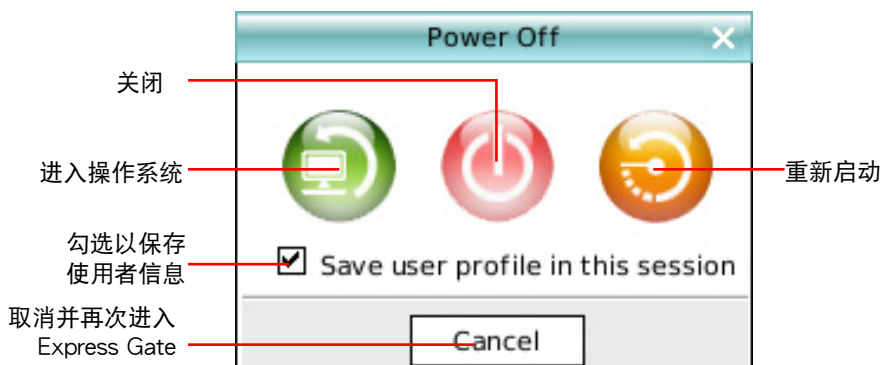 Power Off
关闭
进入操作系统
重新启动
勾选以保存
使用者信息
Save user profile in this session
取消并再次进入
Express Gate
Cancel